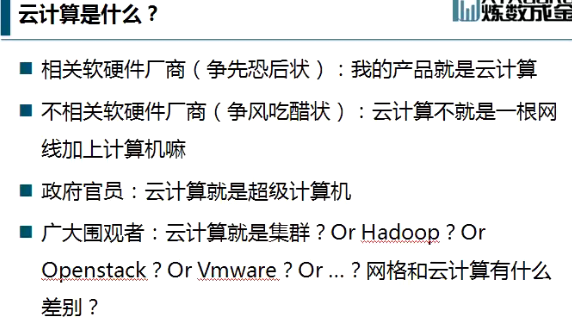 云计算是什么？
炼数成金
■ 相关软硬件厂商（争先恐后状）：我的产品就是云计算
■ 不相关软硬件厂商（争风吃醋状）：云计算不就是一根网
线加上计算机嘛
■ 政府官员：云计算就是超级计算机
■ 广大围观者：云计算就是集群？Or Hadoop？Or
Openstack？Or Vmware？Or ...？网格和云计算有什么
差别？